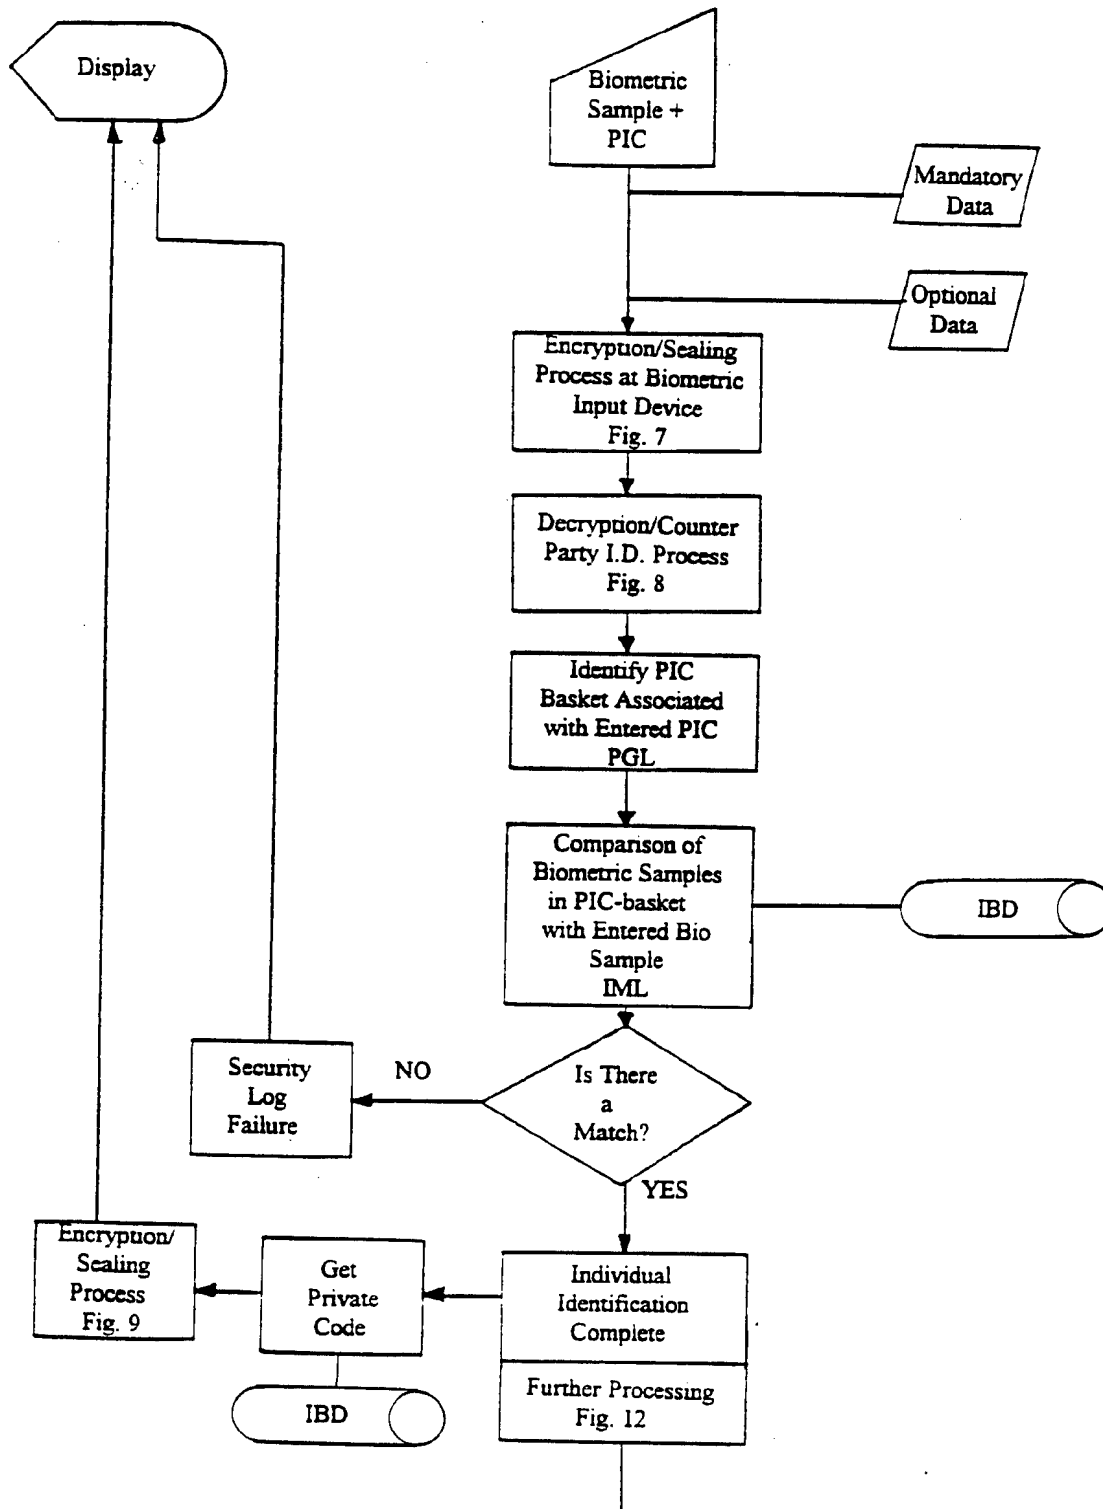 Display
Biometric
Sample +
PIC
Mandatory
Data
Optional
Data
Encryption/Sealing
Process at Biometric
Input Device
Fig. 7
Decryption/Counter
Party I.D. Process
Fig. 8
Identify PIC
Basket Associated
with Entered PIC
PGL
Comparison of
Biometric Samples
in PIC-basket
with Entered Bio
Sample
IML
IBD
Is There
a
Match?
NO
Security
Log
Failure
YES
Individual
Identification
Complete
Further Processing
Fig. 12
Get
Private
Code
IBD
Encryption/
Sealing
Process
Fig. 9